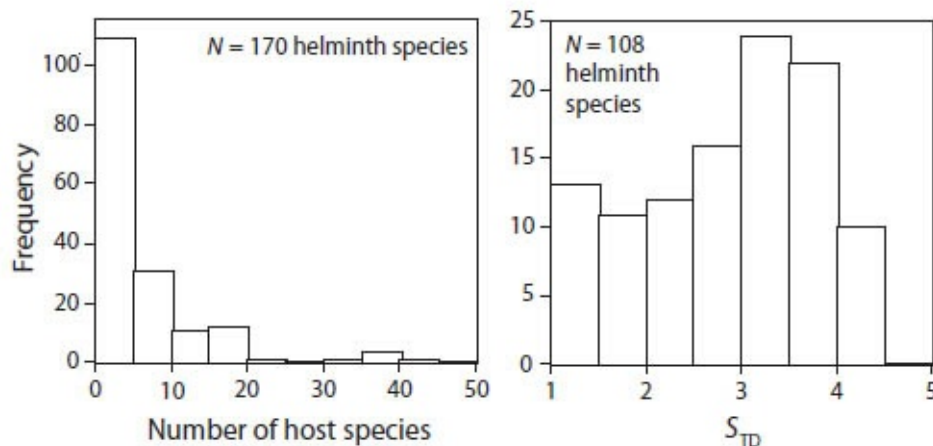 N = 170 helminth species
100
80
60
40
20
0
Frequency
0 10 20 30 40 50
Number of host species
N = 108
helminth
species
25
20
15
10
5
0
1 2 3 4 5
STD